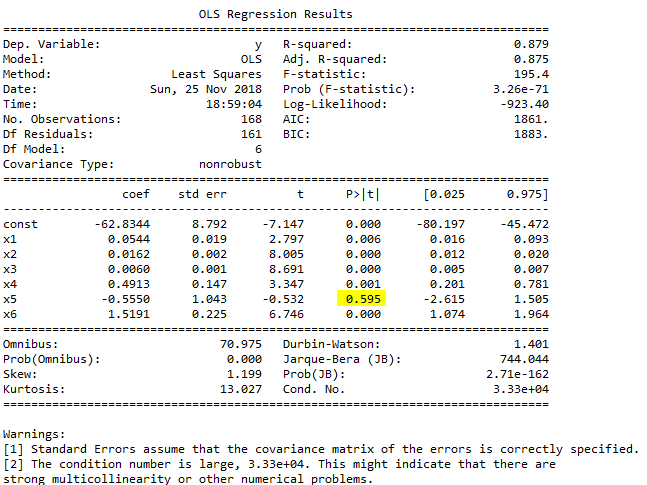 OLS Regression Results
==============================================================================
Dep. Variable:                      y   R-squared:                       0.879
Model:                            OLS   Adj. R-squared:                  0.875
Method:                 Least Squares   F-statistic:                     195.4
Date:                Sun, 25 Nov 2018   Prob (F-statistic):           3.26e-71
Time:                        18:59:04   Log-Likelihood:                -923.40
No. Observations:                 168   AIC:                             1861.
Df Residuals:                     161   BIC:                             1883.
Df Model:                           6
Covariance Type:            nonrobust
==============================================================================
                 coef    std err          t      P>|t|      [0.025      0.975]
------------------------------------------------------------------------------
const        -62.8344      8.792     -7.147      0.000     -80.197     -45.472
x1             0.0544      0.019      2.797      0.006       0.016       0.093
x2             0.0162      0.002      8.005      0.000       0.012       0.020
x3             0.0060      0.001      8.691      0.000       0.005       0.007
x4             0.4913      0.147      3.347      0.001       0.201       0.781
x5            -0.5550      1.043     -0.532      0.595      -2.615       1.505
x6             1.5191      0.225      6.746      0.000       1.074       1.964
==============================================================================
Omnibus:                       70.975   Durbin-Watson:                   1.401
Prob(Omnibus):                  0.000   Jarque-Bera (JB):              744.044
Skew:                           1.199   Prob(JB):                    2.71e-162
Kurtosis:                      13.027   Cond. No.                     3.33e+04
==============================================================================
Warnings:
[1] Standard Errors assume that the covariance matrix of the errors is correctly specified.
[2] The condition number is large, 3.33e+04. This might indicate that there are
strong multicollinearity or other numerical problems.